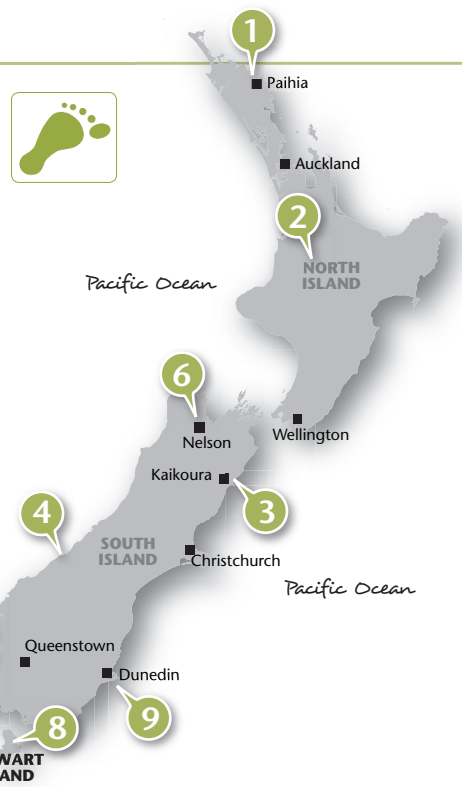 1
Paihia
Auckland
2
NORTH
ISLAND
Pacific Ocean
6
Nelson
Wellington
Kaikoura
3
4
SOUTH
ISLAND
Christchurch
Pacific Ocean
Queenstown
Dunedin
9
8
WART
AND